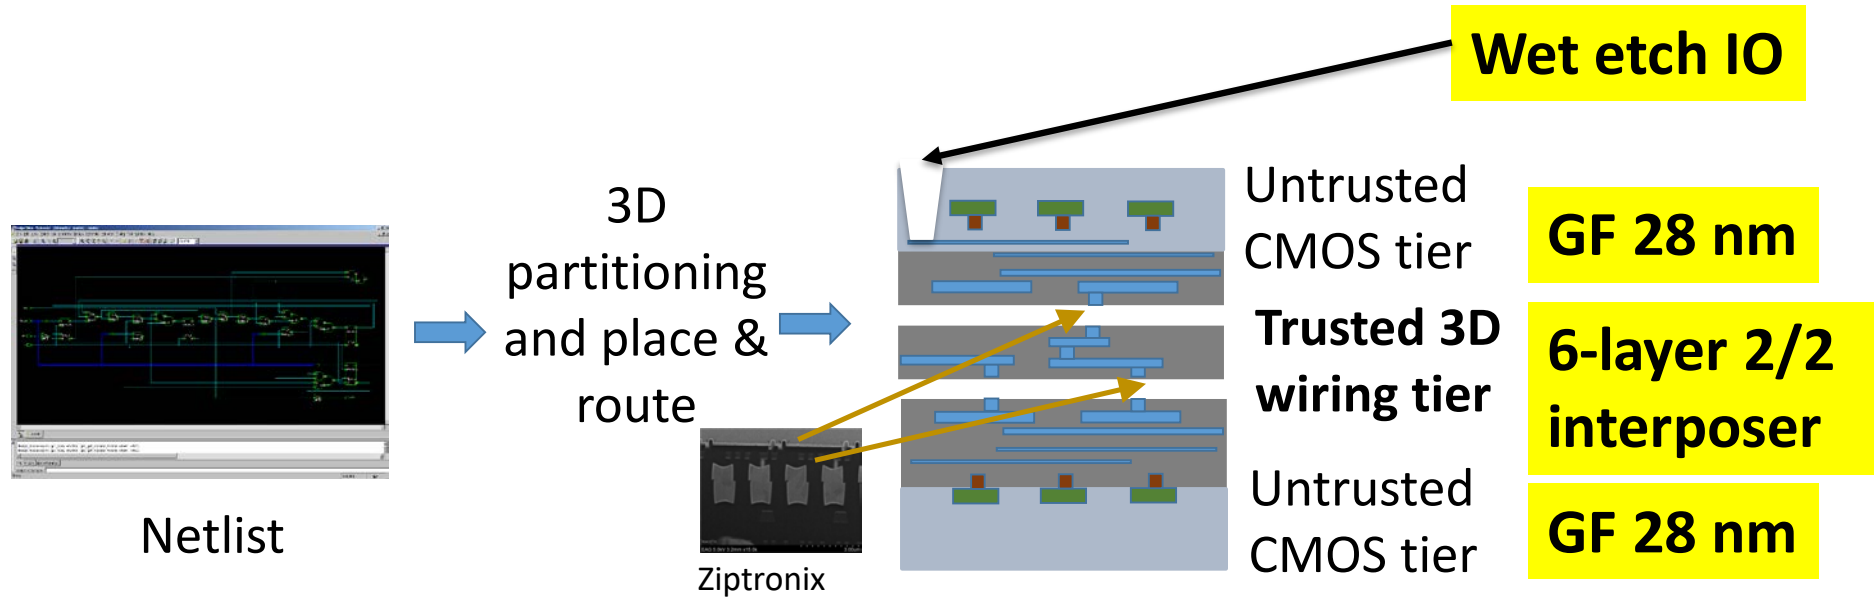 Wet etch IO
3D
partitioning
and place &
route
Netlist
Ziptronix
Untrusted
CMOS tier
GF 28 nm
Trusted 3D
wiring tier
6-layer 2/2
interposer
Untrusted
CMOS tier
GF 28 nm